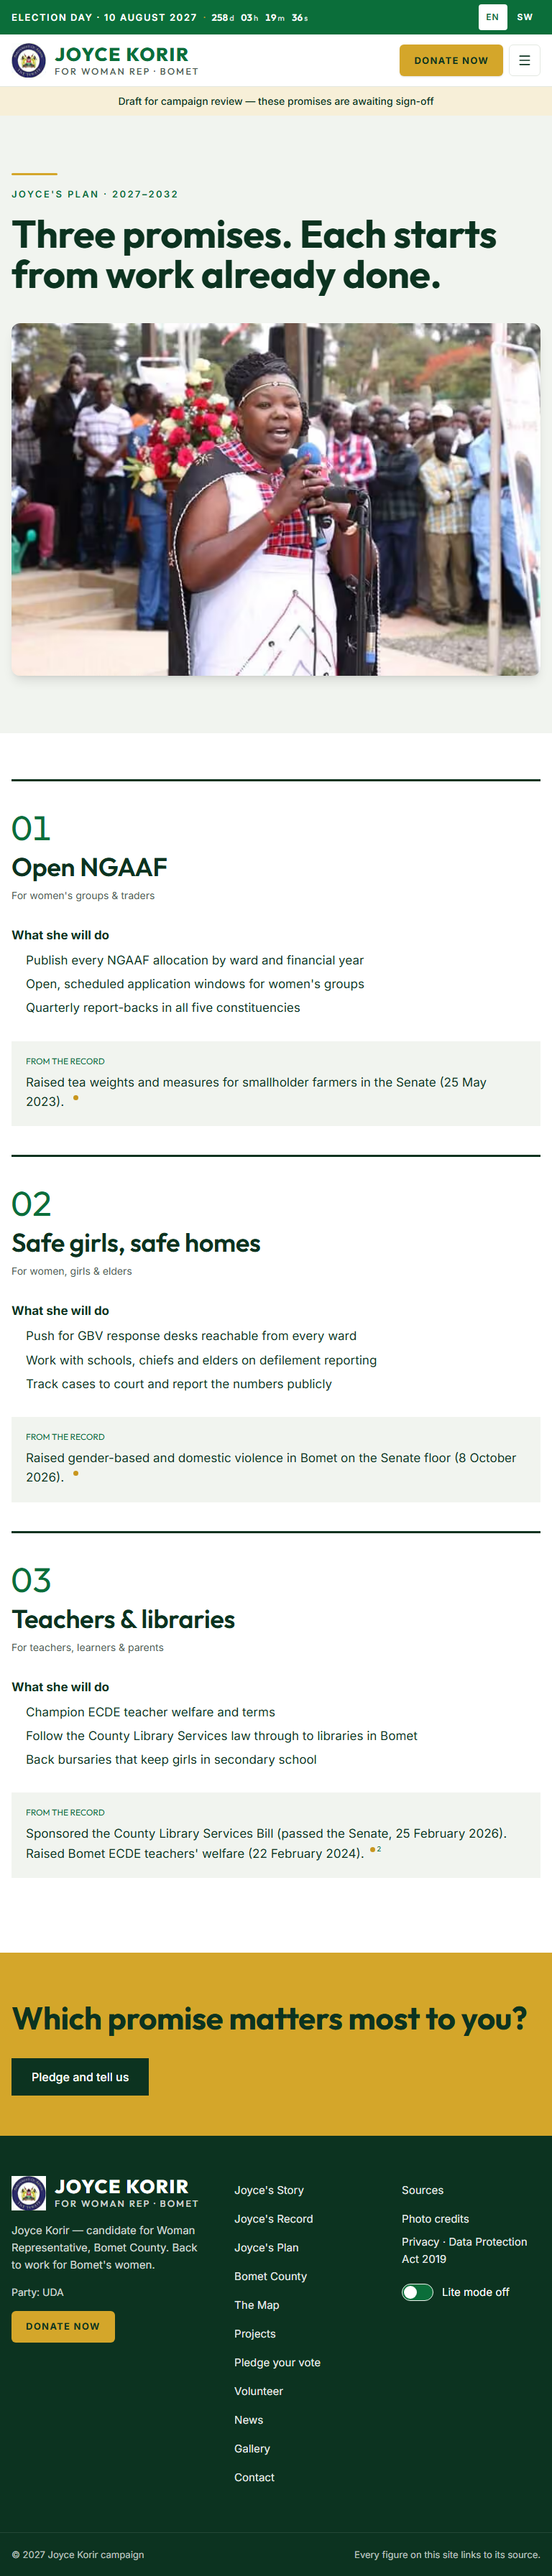 ELECTION DAY · 10 AUGUST 2027 · 258d 03h 19m 36s
EN SW
JOYCE KORIR
FOR WOMAN REP · BOMET
DONATE NOW
Draft for campaign review — these promises are awaiting sign-off
JOYCE'S PLAN · 2027–2032
Three promises. Each starts
from work already done.
01
Open NGAAF
For women's groups & traders
What she will do
Publish every NGAAF allocation by ward and financial year
Open, scheduled application windows for women's groups
Quarterly report-backs in all five constituencies
FROM THE RECORD
Raised tea weights and measures for smallholder farmers in the Senate (25 May
2023).
02
Safe girls, safe homes
For women, girls & elders
What she will do
Push for GBV response desks reachable from every ward
Work with schools, chiefs and elders on defilement reporting
Track cases to court and report the numbers publicly
FROM THE RECORD
Raised gender-based and domestic violence in Bomet on the Senate floor (8 October
2026).
03
Teachers & libraries
For teachers, learners & parents
What she will do
Champion ECDE teacher welfare and terms
Follow the County Library Services law through to libraries in Bomet
Back bursaries that keep girls in secondary school
FROM THE RECORD
Sponsored the County Library Services Bill (passed the Senate, 25 February 2026).
Raised Bomet ECDE teachers' welfare (22 February 2024). 2
Which promise matters most to you?
Pledge and tell us
JOYCE KORIR
FOR WOMAN REP · BOMET
Joyce Korir — candidate for Woman
Representative, Bomet County. Back
to work for Bomet's women.
Party: UDA
DONATE NOW
Joyce's Story
Joyce's Record
Joyce's Plan
Bomet County
The Map
Projects
Pledge your vote
Volunteer
News
Gallery
Contact
Sources
Photo credits
Privacy · Data Protection
Act 2019
Lite mode off
© 2027 Joyce Korir campaign
Every figure on this site links to its source.